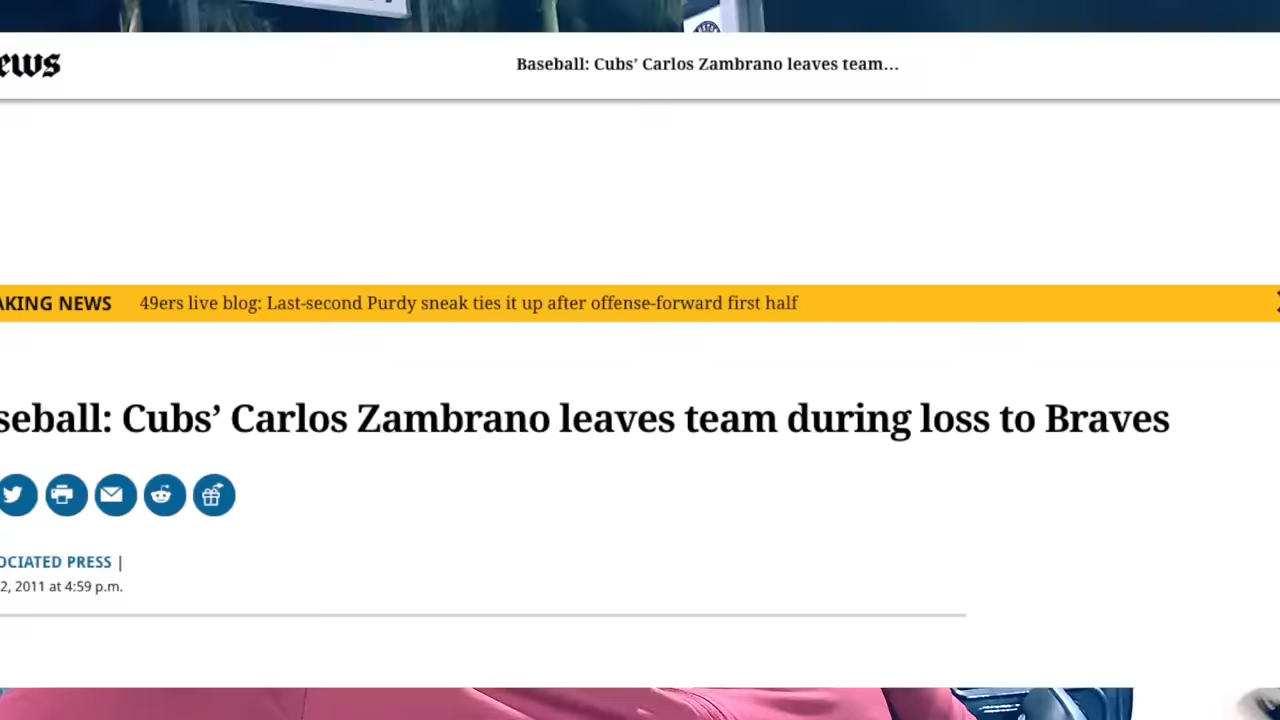 ews
Baseball: Cubs’ Carlos Zambrano leaves team...
AKING NEWS 49ers live blog: Last-second Purdy sneak ties it up after offense-forward first half
seball: Cubs’ Carlos Zambrano leaves team during loss to Braves
OCIATED PRESS |
2, 2011 at 4:59 p.m.